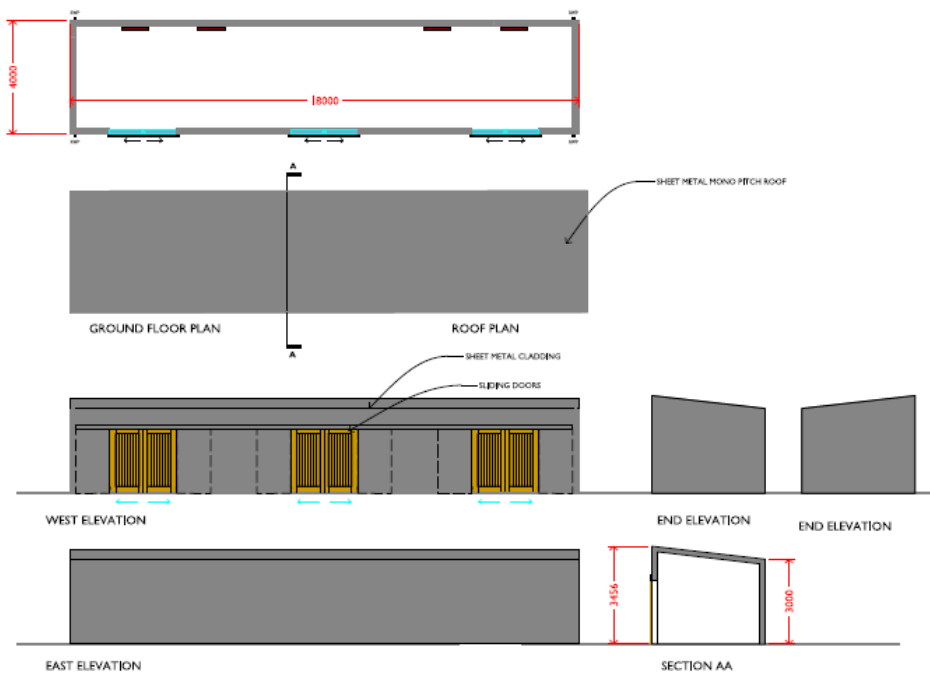 4000
18000
A
SHEET METAL MONO PITCH ROOF
GROUND FLOOR PLAN
ROOF PLAN
A
SHEET METAL CLADDING
SLIDING DOORS
WEST ELEVATION
END ELEVATION
END ELEVATION
3456
3000
EAST ELEVATION
SECTION AA